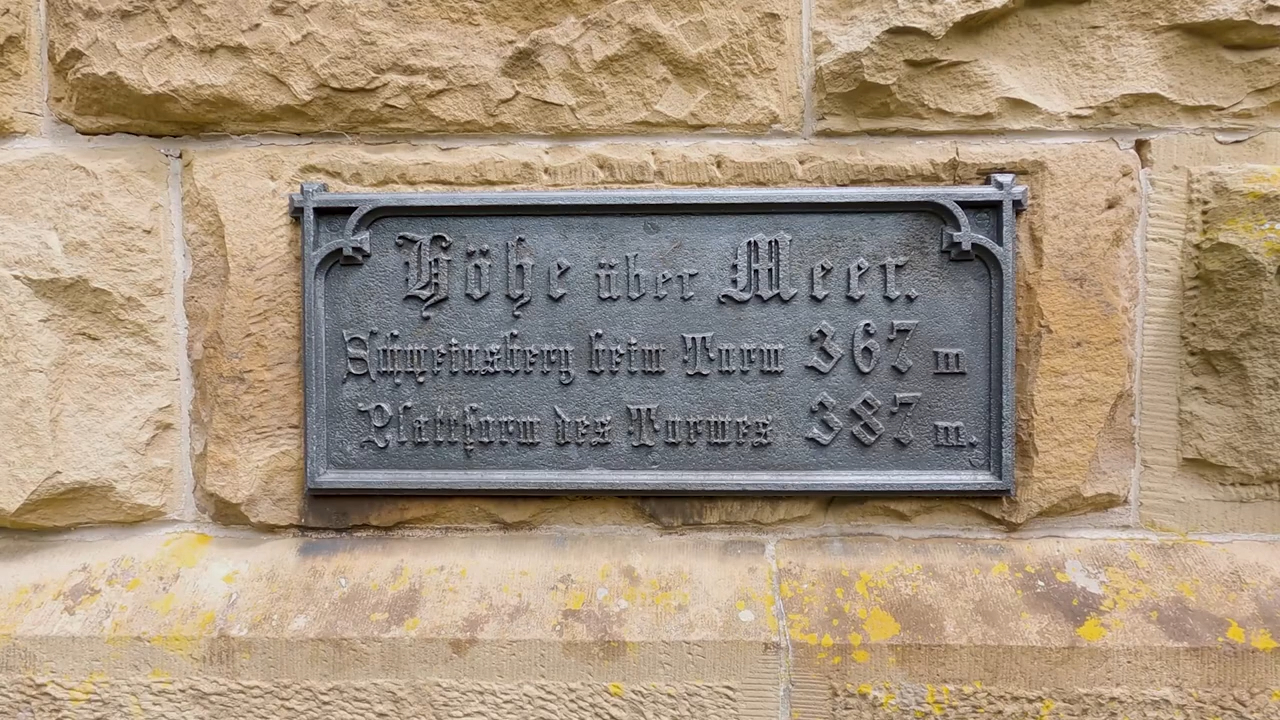 Höhe über Meer.
Schweinsberg beim Turm 367 m
Plattform des Turmes 387 m.